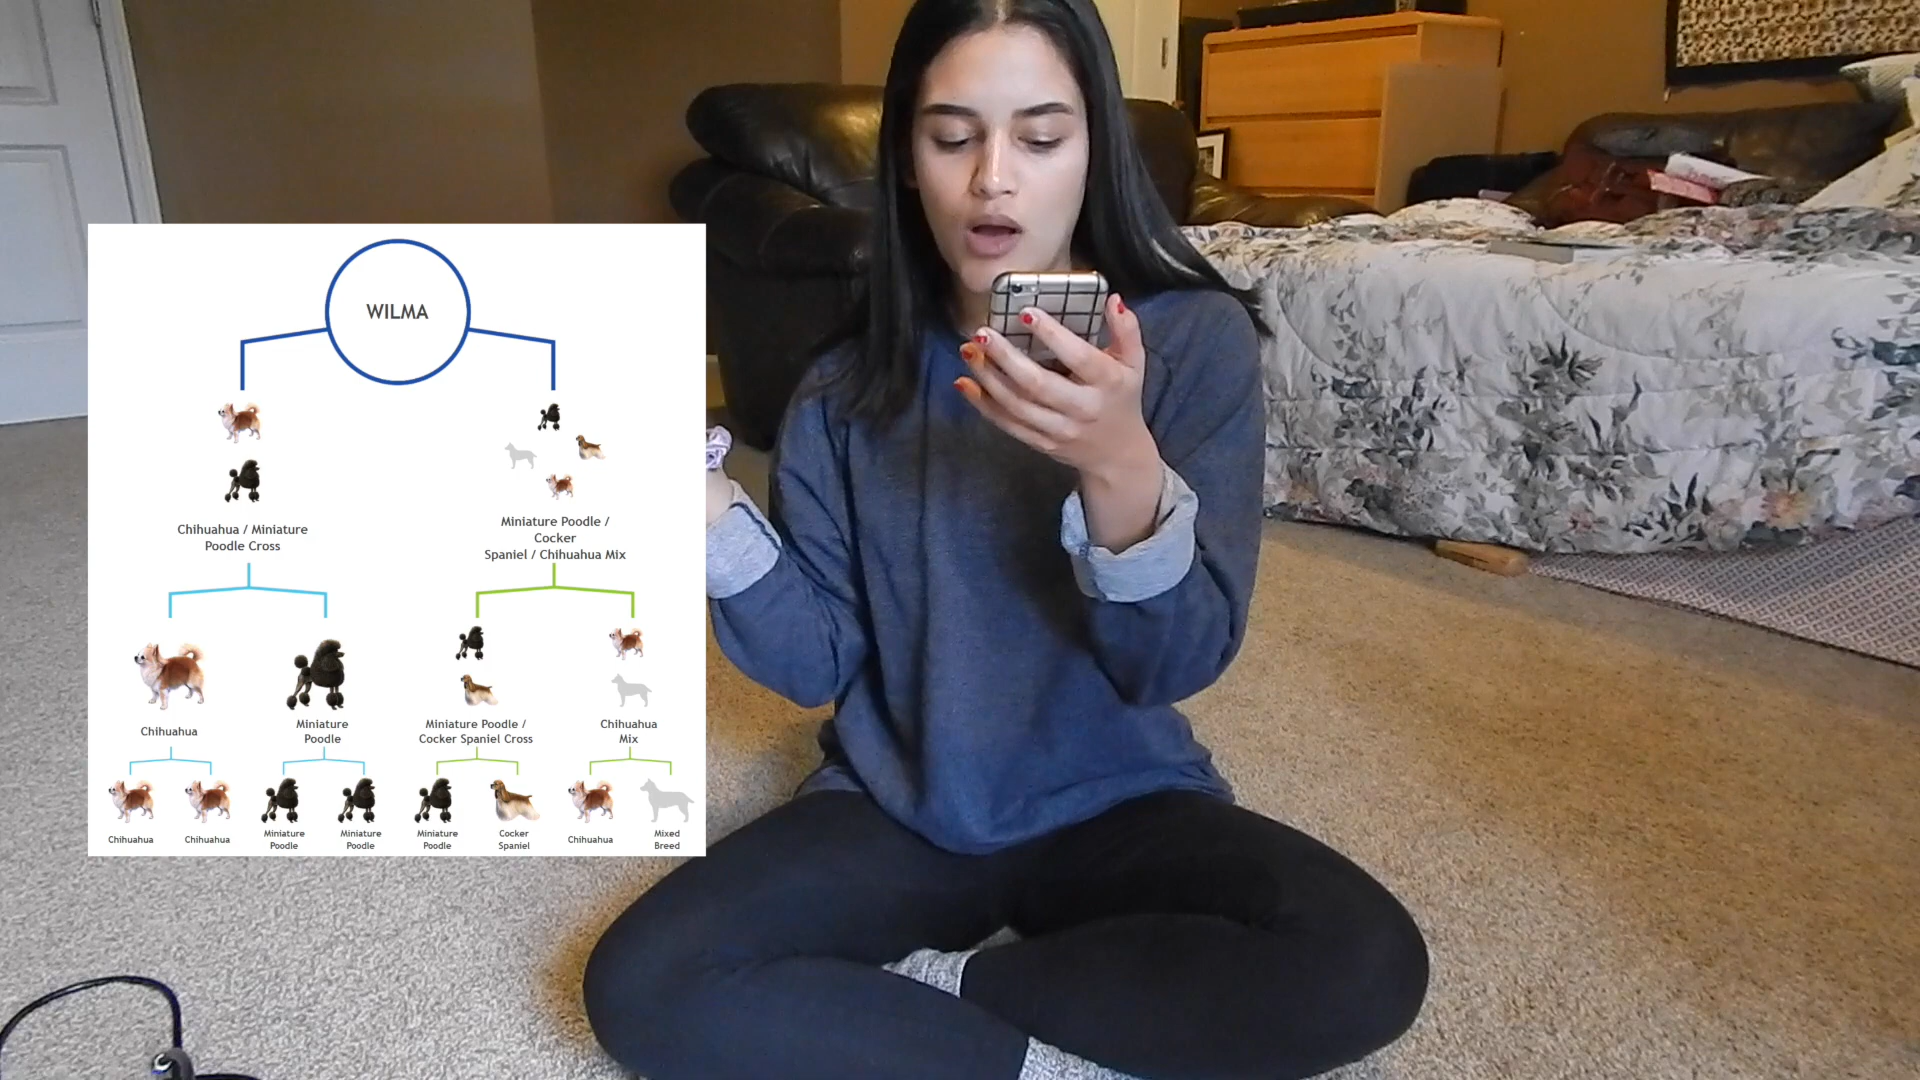 WILMA
Chihuahua / Miniature
Poodle Cross
Miniature Poodle /
Cocker
Spaniel / Chihuahua Mix
Chihuahua
Miniature
Poodle
Miniature Poodle /
Cocker Spaniel Cross
Chihuahua
Mix
Chihuahua
Chihuahua
Miniature
Poodle
Miniature
Poodle
Miniature
Poodle
Cocker
Spaniel
Chihuahua
Mixed
Breed